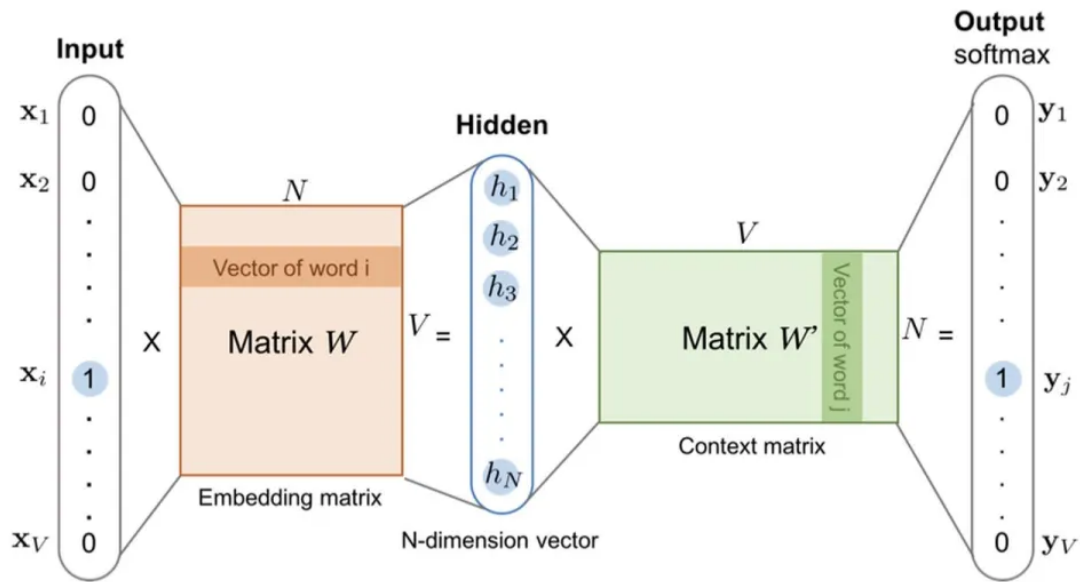 Input
x1 0
x2 0
xi 1
xV 0
X
N
Vector of word i
Matrix W
V =
Embedding matrix
Hidden
h1
h2
h3
hN
N-dimension vector
X
V
Matrix W’
Vector of word j
N =
Context matrix
Output
softmax
0 y1
0 y2
1 yj
0 yV